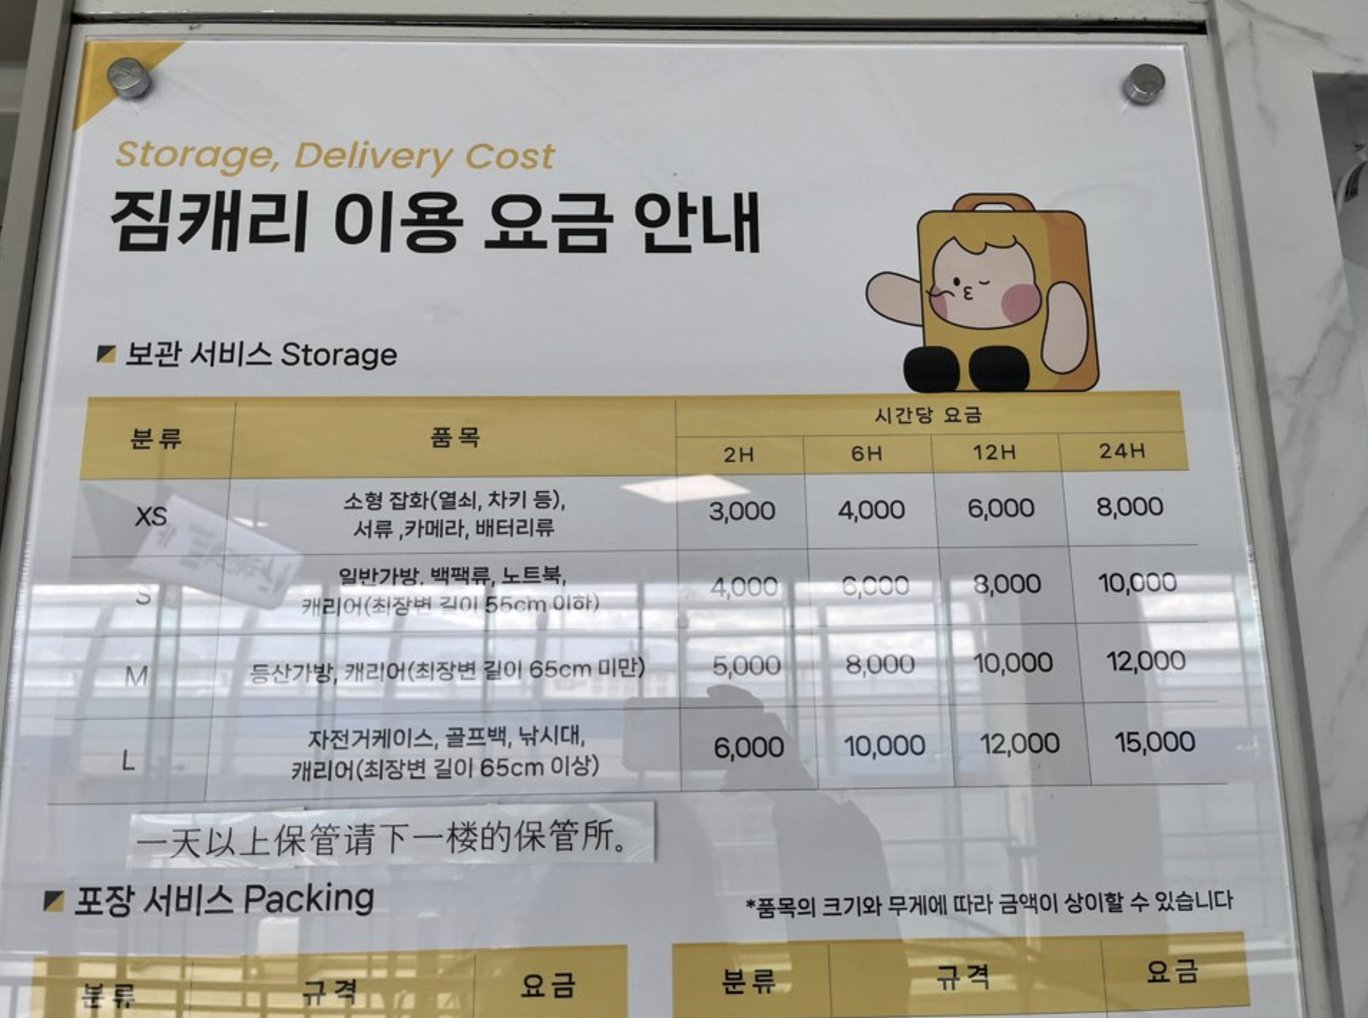 Storage, Delivery Cost
짐캐리 이용 요금 안내
보관 서비스 Storage
분류 품목 시간당 요금
2H 6H 12H 24H
XS 소형 잡화(열쇠, 차키 등), 3,000 4,000 6,000 8,000
서류 ,카메라, 배터리류
S 일반가방, 백팩류, 노트북, 4,000 6,000 8,000 10,000
캐리어(최장변 길이 55cm 이하)
M 등산가방, 캐리어(최장변 길이 65cm 미만) 5,000 8,000 10,000 12,000
L 자전거케이스, 골프백, 낚시대, 6,000 10,000 12,000 15,000
캐리어(최장변 길이 65cm 이상)
一天以上保管请下一楼的保管所。
포장 서비스 Packing
*품목의 크기와 무게에 따라 금액이 상이할 수 있습니다
분류 규격 요금 분류 규격 요금